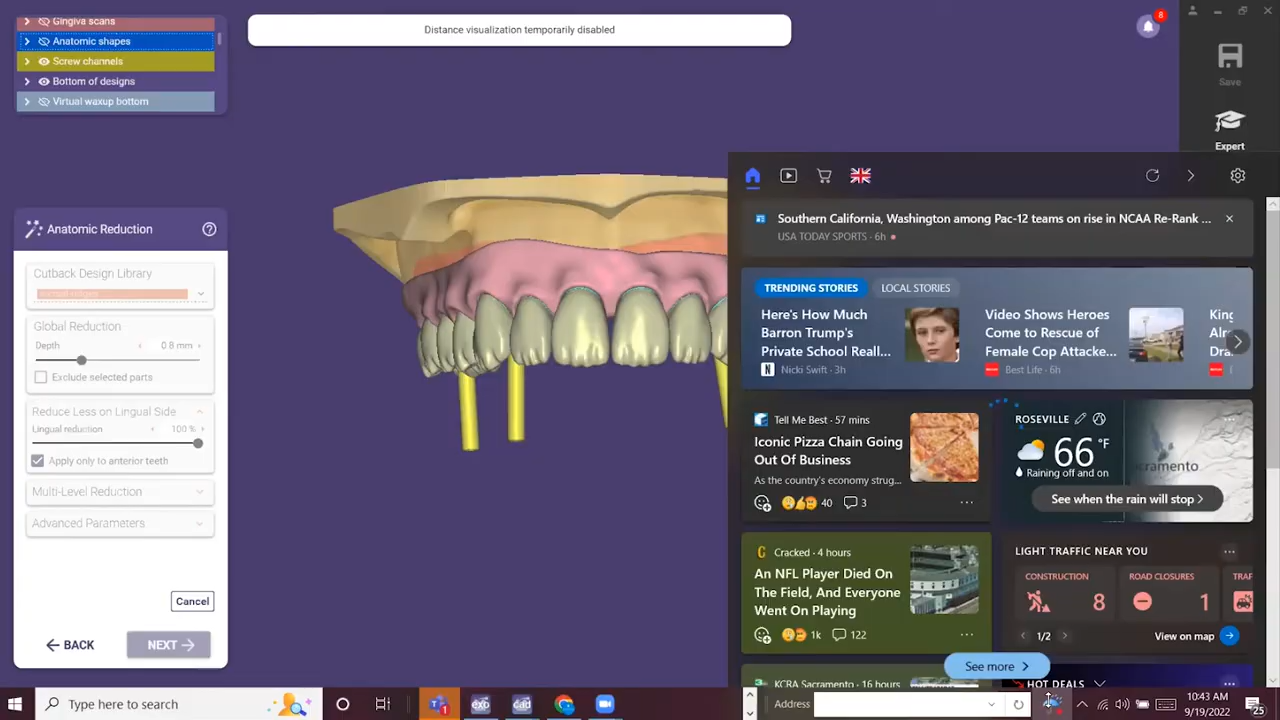 Gingiva scans
Anatomic shapes
Screw channels
Bottom of designs
Virtual waxup bottom
Distance visualization temporarily disabled
8
Save
Expert
Anatomic Reduction
Cutback Design Library
Global Reduction
Depth 0.8 mm
Exclude selected parts
Reduce Less on Lingual Side
Lingual reduction 100 %
Apply only to anterior teeth
Multi-Level Reduction
Advanced Parameters
Cancel
BACK
NEXT
Southern California, Washington among Pac-12 teams on rise in NCAA Re-Rank ...
USA TODAY SPORTS · 6h
TRENDING STORIES
LOCAL STORIES
Here's How Much
Barron Trump's
Private School Reall...
N Nicki Swift · 3h
Video Shows Heroes
Come to Rescue of
Female Cop Attacke...
Best Life · 6h
King
Alr
Dra
Tell Me Best · 57 mins
Iconic Pizza Chain Going
Out Of Business
As the country's economy strug...
40
3
ROSEVILLE
66 °F
Raining off and on
cramento
See when the rain will stop
C Cracked · 4 hours
An NFL Player Died On
The Field, And Everyone
Went On Playing
1k
122
LIGHT TRAFFIC NEAR YOU
CONSTRUCTION
8
ROAD CLOSURES
1
TRAF
1/2
View on map
See more
KCRA Sacramento · 16 hours
HOT DEALS
Type here to search
1
exo
cad
Address
10:43 AM
9/19/2022
25